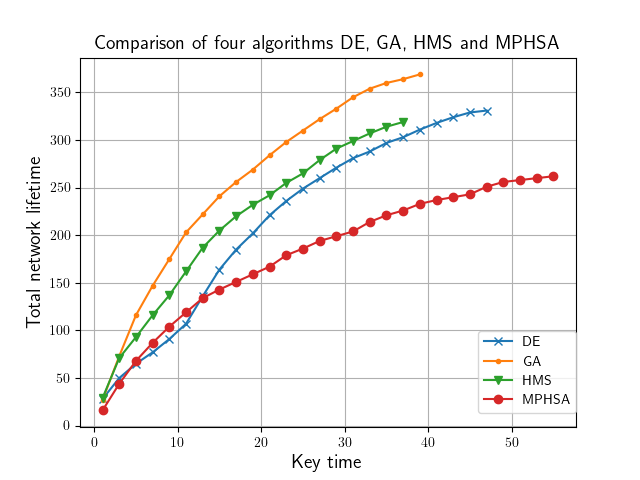 Comparison of four algorithms DE, GA, HMS and MPHSA
Total network lifetime
350
300
250
200
150
100
50
0
0 10 20 30 40 50
Key time
DE
GA
HMS
MPHSA